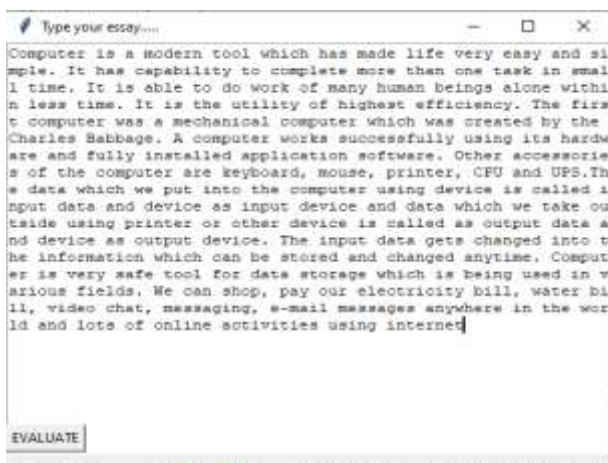 Type your essay.....
Computer is a modern tool which has made life very easy and si
mple. It has capability to complete more than one task in smal
l time. It is able to do work of many human beings alone withi
n less time. It is the utility of highest efficiency. The firs
t computer was a mechanical computer which was created by the
Charles Babbage. A computer works successfully using its hardw
are and fully installed application software. Other accessorie
s of the computer are keyboard, mouse, printer, CPU and UPS.Th
e data which we put into the computer using device is called i
nput data and device as input device and data which we take ou
tside using printer or other device is called as output data a
nd device as output device. The input data gets changed into t
he information which can be stored and changed anytime. Comput
er is very safe tool for data storage which is being used in v
arious fields. We can shop, pay our electricity bill, water bi
ll, video chat, messaging, e-mail messages anywhere in the wor
ld and lots of online activities using internet
EVALUATE